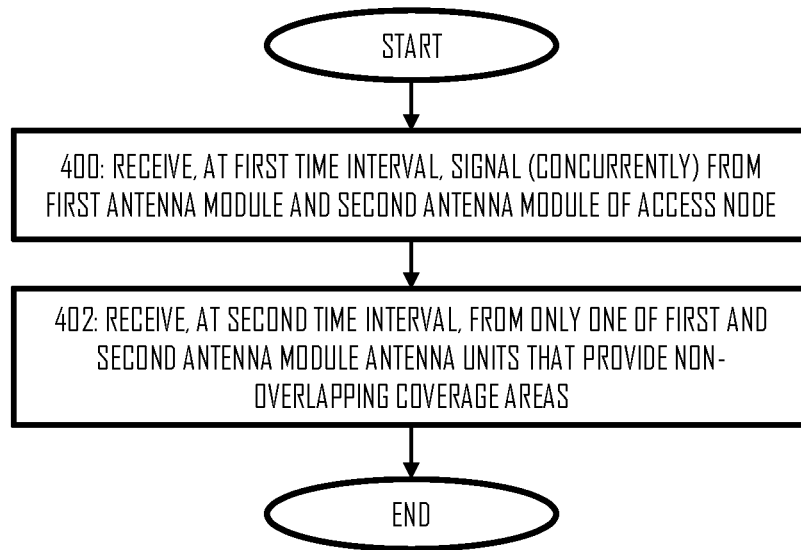 START
400: RECEIVE, AT FIRST TIME INTERVAL, SIGNAL (CONCURRENTLY) FROM
FIRST ANTENNA MODULE AND SECOND ANTENNA MODULE OF ACCESS NODE
402: RECEIVE, AT SECOND TIME INTERVAL, FROM ONLY ONE OF FIRST AND
SECOND ANTENNA MODULE ANTENNA UNITS THAT PROVIDE NON-
OVERLAPPING COVERAGE AREAS
END